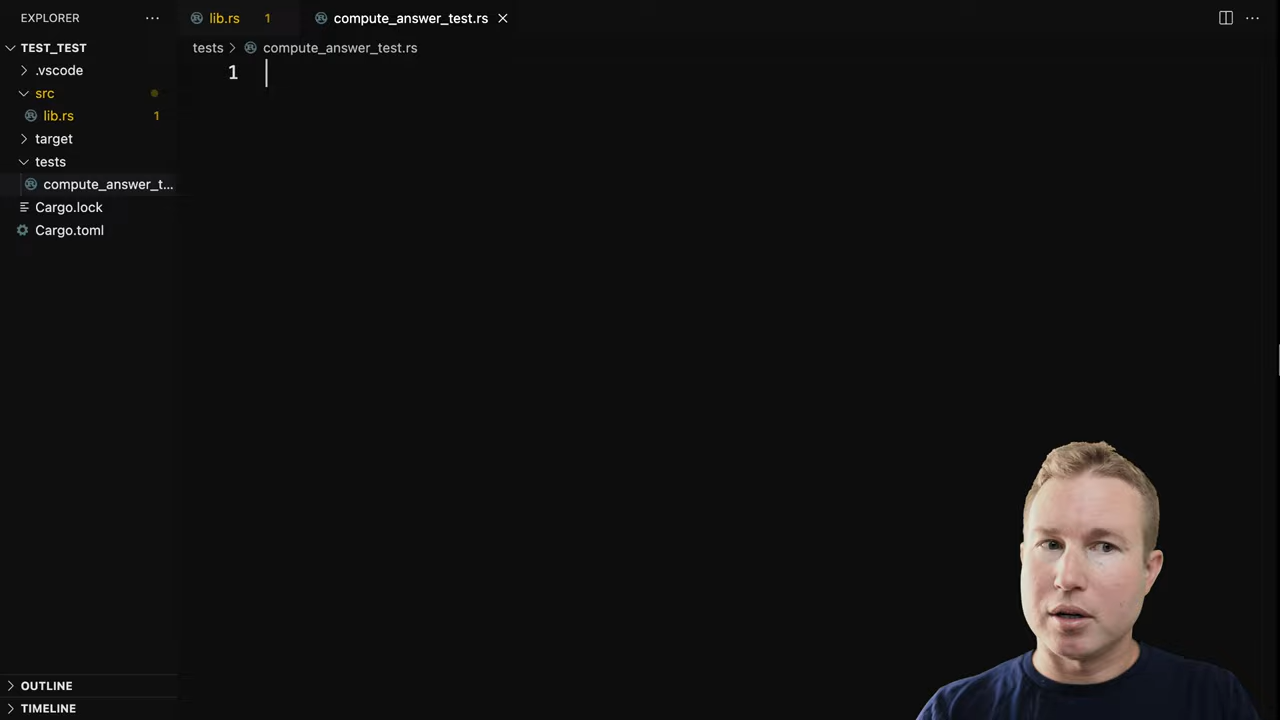 EXPLORER
lib.rs 1
compute_answer_test.rs
TEST_TEST
tests > compute_answer_test.rs
.vscode
1
src
lib.rs 1
target
tests
compute_answer_t...
Cargo.lock
Cargo.toml
OUTLINE
TIMELINE